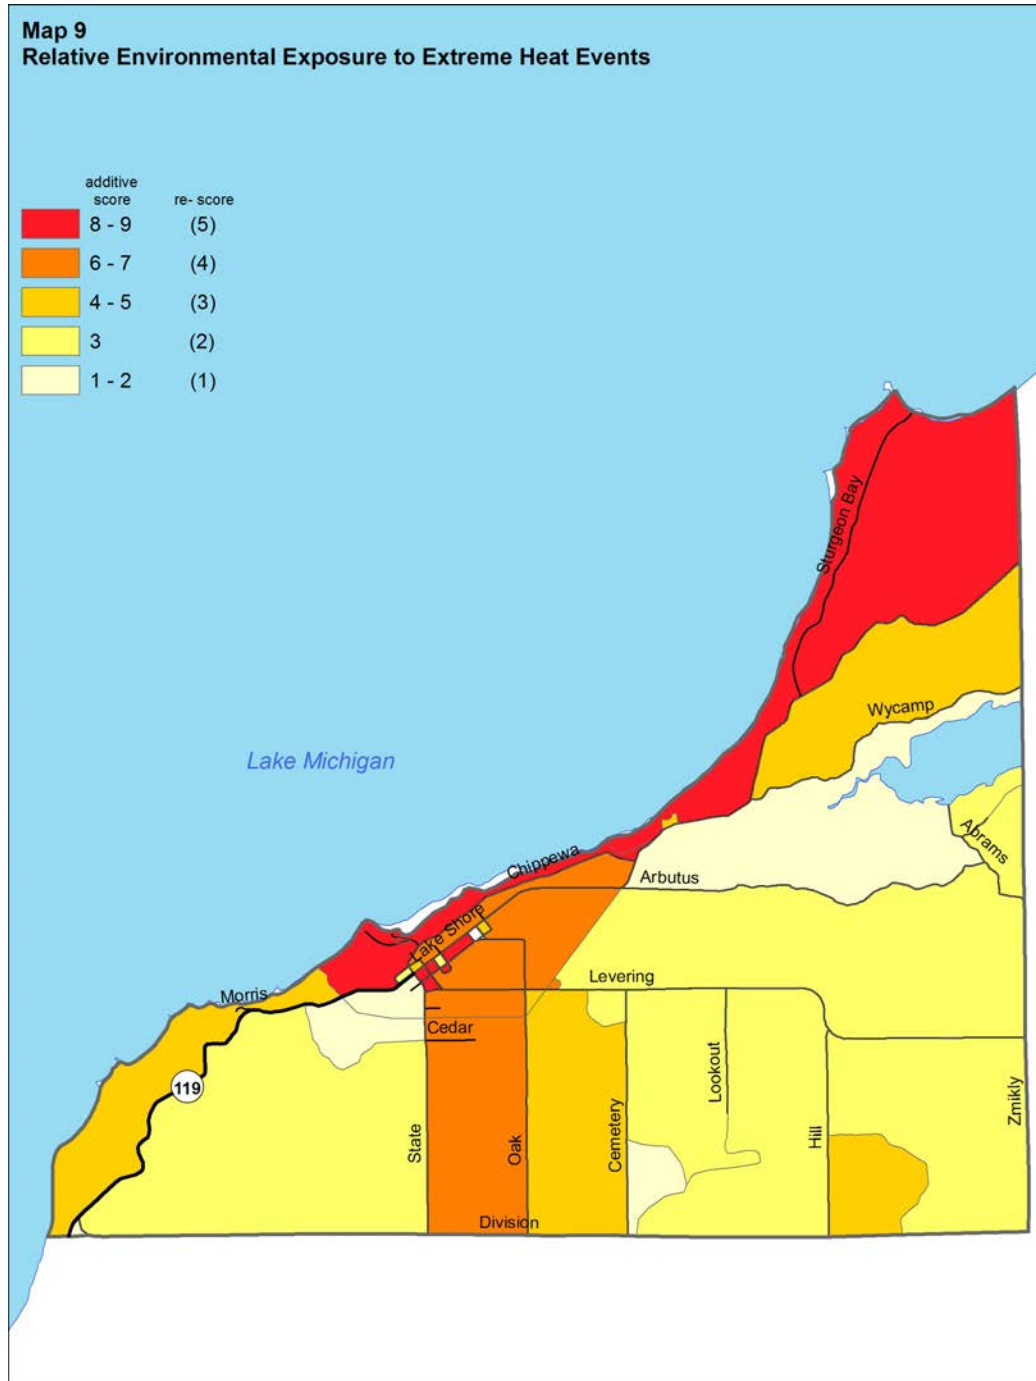 Map 9
Relative Environmental Exposure to Extreme Heat Events
additive
score re- score
8 - 9 (5)
6 - 7 (4)
4 - 5 (3)
3 (2)
1 - 2 (1)
Sturgeon Bay
Wycamp
Lake Michigan
Abrams
Chippewa
Arbutus
Lake Shore
Levering
Morris
Cedar
119
Lookout
Zmikly
State
Oak
Cemetery
Hill
Division